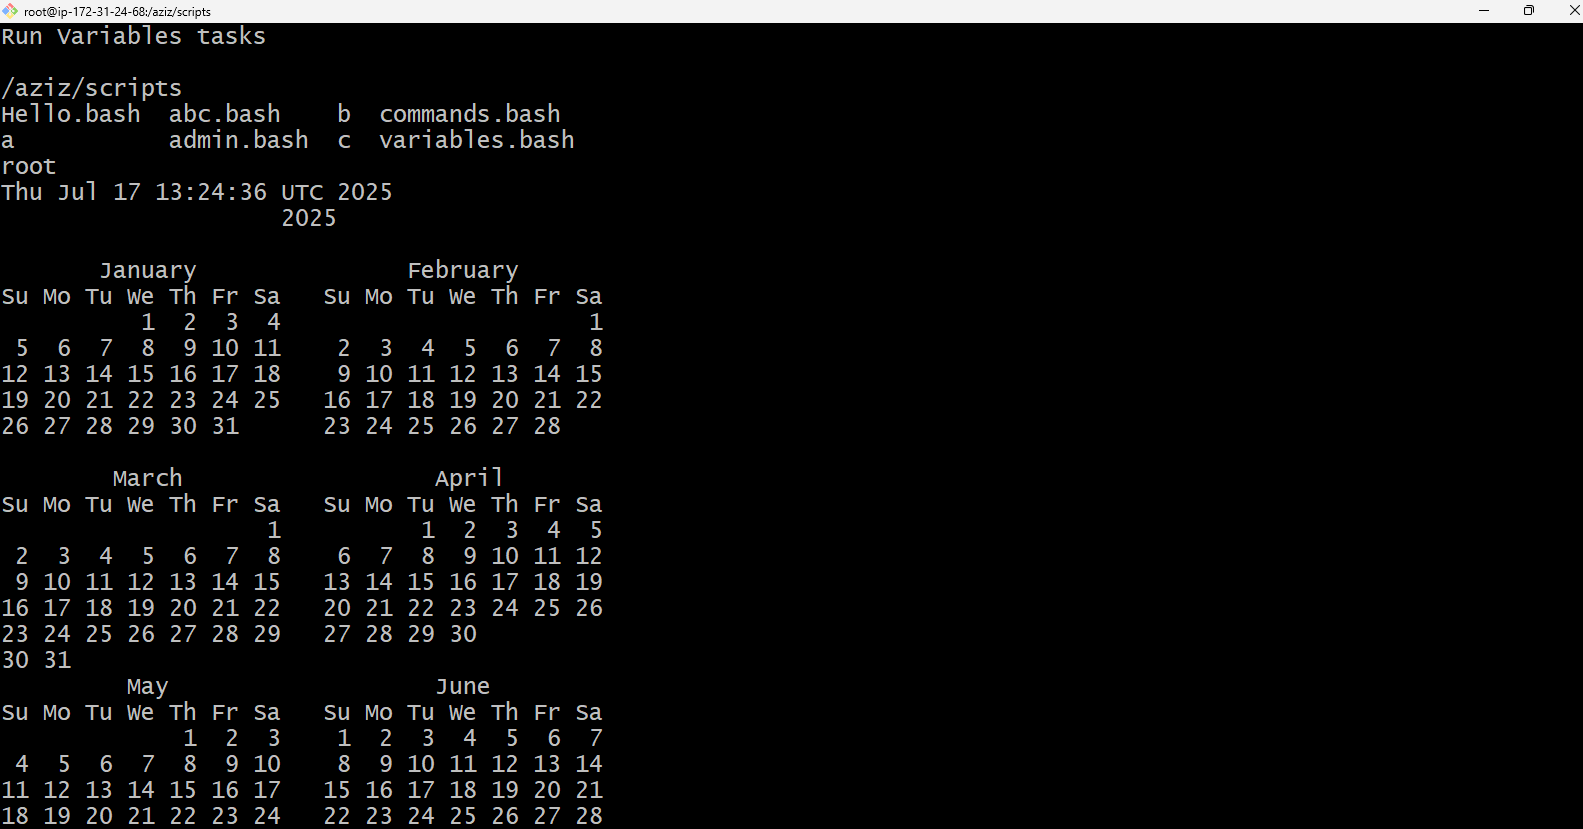 root@ip-172-31-24-68:/aziz/scripts
Run Variables tasks
/aziz/scripts
Hello.bash  abc.bash    b  commands.bash
a           admin.bash  c  variables.bash
root
Thu Jul 17 13:24:36 UTC 2025
                    2025
       January               February
Su Mo Tu We Th Fr Sa   Su Mo Tu We Th Fr Sa
          1  2  3  4                      1
 5  6  7  8  9 10 11    2  3  4  5  6  7  8
12 13 14 15 16 17 18    9 10 11 12 13 14 15
19 20 21 22 23 24 25   16 17 18 19 20 21 22
26 27 28 29 30 31      23 24 25 26 27 28
        March                  April
Su Mo Tu We Th Fr Sa   Su Mo Tu We Th Fr Sa
                   1          1  2  3  4  5
 2  3  4  5  6  7  8    6  7  8  9 10 11 12
 9 10 11 12 13 14 15   13 14 15 16 17 18 19
16 17 18 19 20 21 22   20 21 22 23 24 25 26
23 24 25 26 27 28 29   27 28 29 30
30 31
         May                   June
Su Mo Tu We Th Fr Sa   Su Mo Tu We Th Fr Sa
             1  2  3    1  2  3  4  5  6  7
 4  5  6  7  8  9 10    8  9 10 11 12 13 14
11 12 13 14 15 16 17   15 16 17 18 19 20 21
18 19 20 21 22 23 24   22 23 24 25 26 27 28